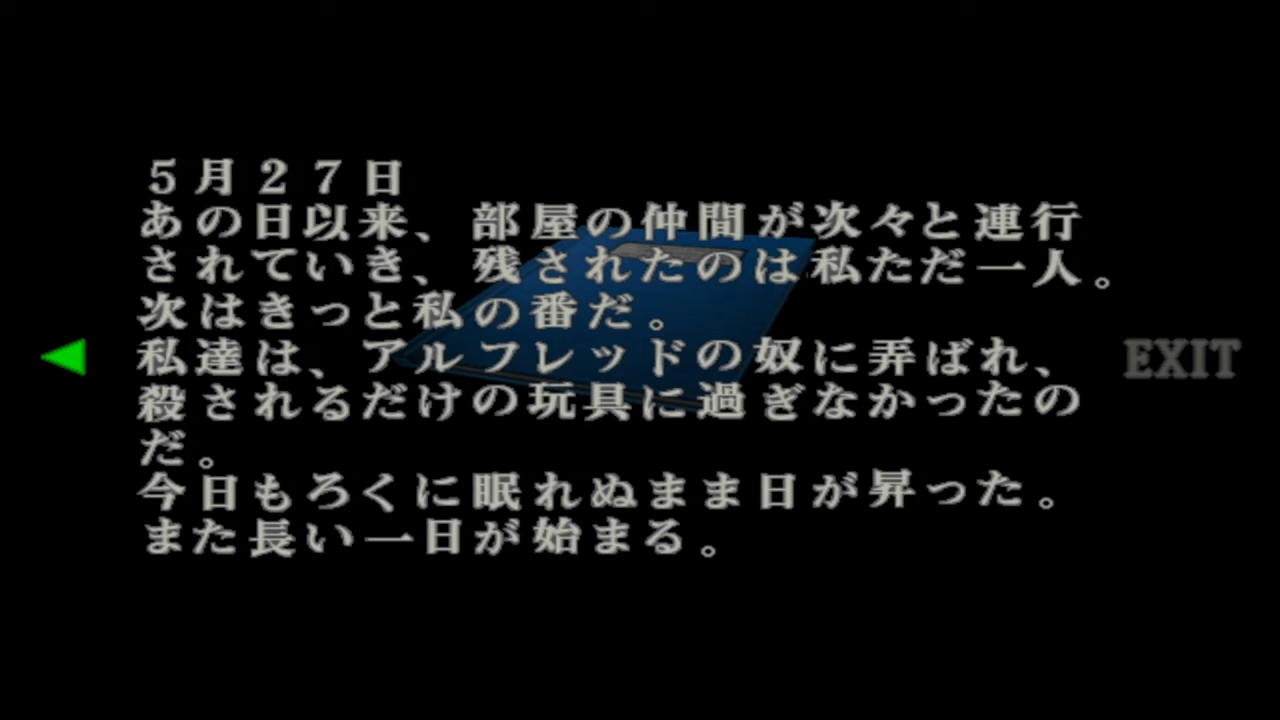 ５月２７日
あの日以来、部屋の仲間が次々と連行
されていき、残されたのは私ただ一人。
次はきっと私の番だ。
私達は、アルフレッドの奴に弄ばれ、
殺されるだけの玩具に過ぎなかったの
だ。
今日もろくに眠れぬまま日が昇った。
また長い一日が始まる。
EXIT